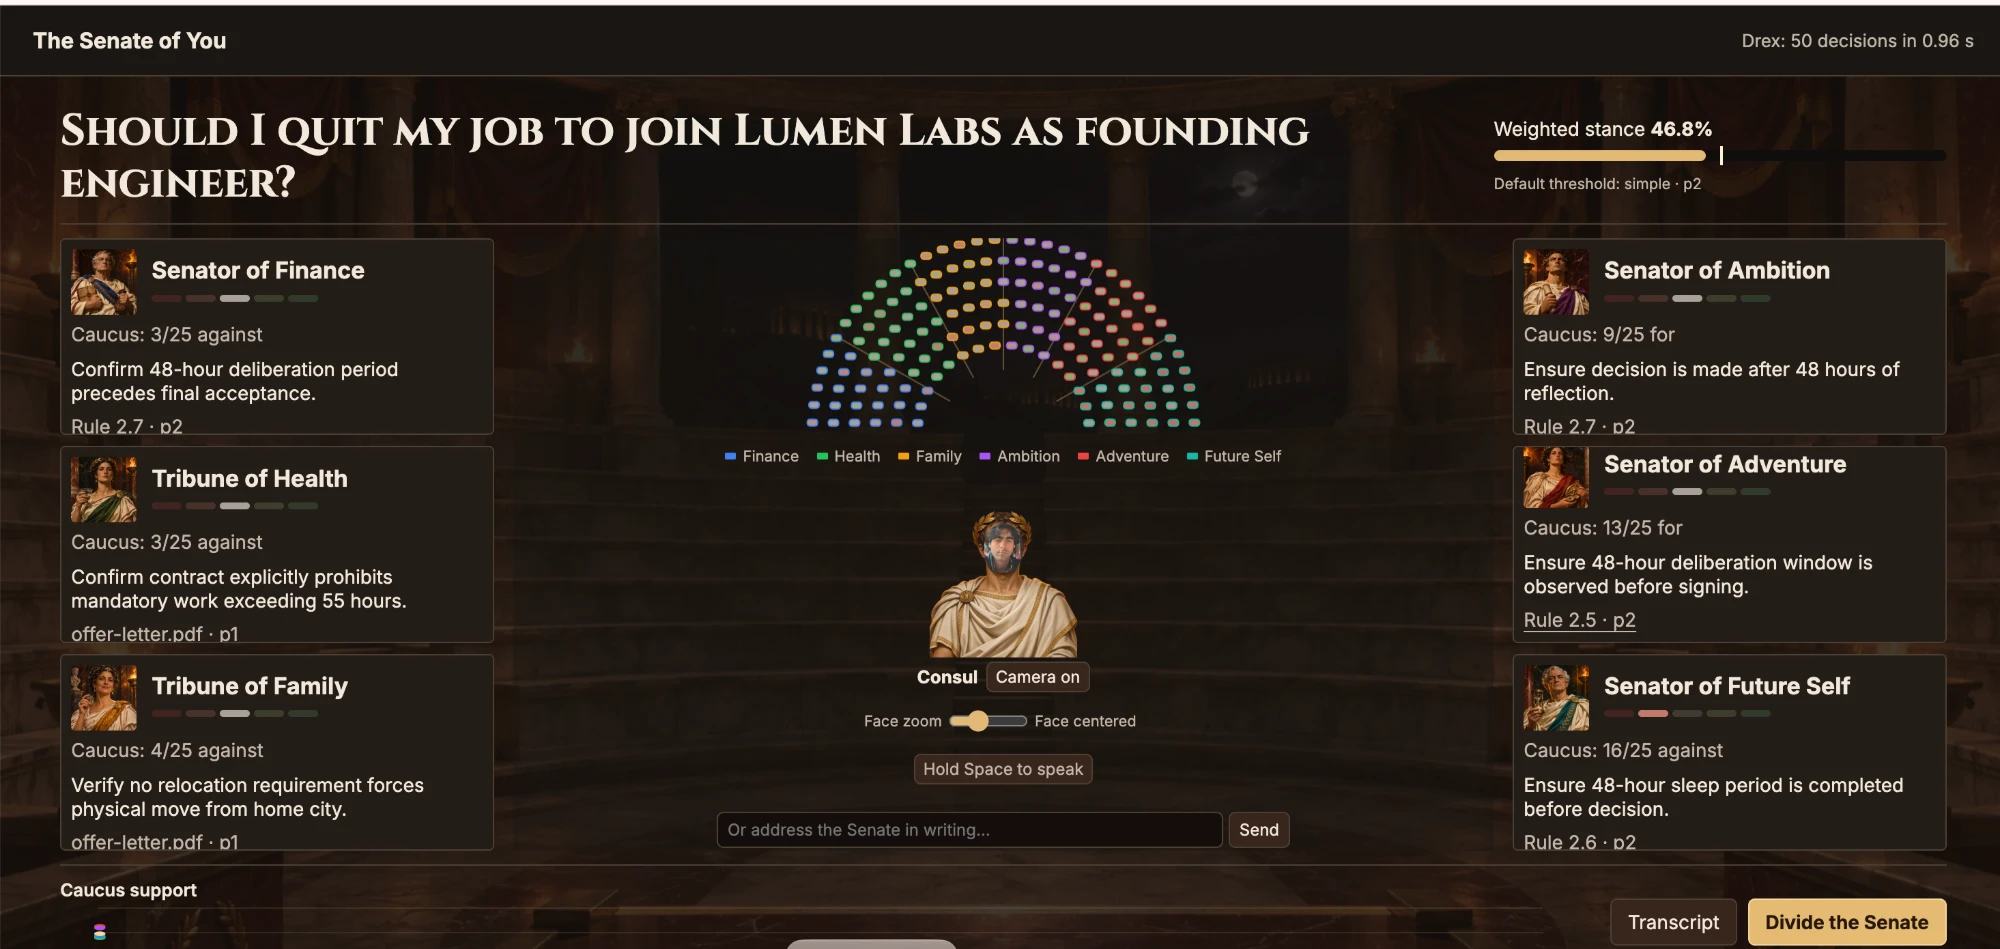 The Senate of You
Drex: 50 decisions in 0.96 s
Should I quit my job to join Lumen Labs as founding
engineer?
Weighted stance 46.8%
Default threshold: simple · p2
Senator of Finance
Caucus: 3/25 against
Confirm 48-hour deliberation period
precedes final acceptance.
Rule 2.7 · p2
Tribune of Health
Caucus: 3/25 against
Confirm contract explicitly prohibits
mandatory work exceeding 55 hours.
offer-letter.pdf · p1
Tribune of Family
Caucus: 4/25 against
Verify no relocation requirement forces
physical move from home city.
offer-letter.pdf · p1
Finance
Health
Family
Ambition
Adventure
Future Self
Consul
Camera on
Face zoom
Face centered
Hold Space to speak
Or address the Senate in writing...
Send
Senator of Ambition
Caucus: 9/25 for
Ensure decision is made after 48 hours of
reflection.
Rule 2.7 · p2
Senator of Adventure
Caucus: 13/25 for
Ensure 48-hour deliberation window is
observed before signing.
Rule 2.5 · p2
Senator of Future Self
Caucus: 16/25 against
Ensure 48-hour sleep period is completed
before decision.
Rule 2.6 · p2
Caucus support
Transcript
Divide the Senate